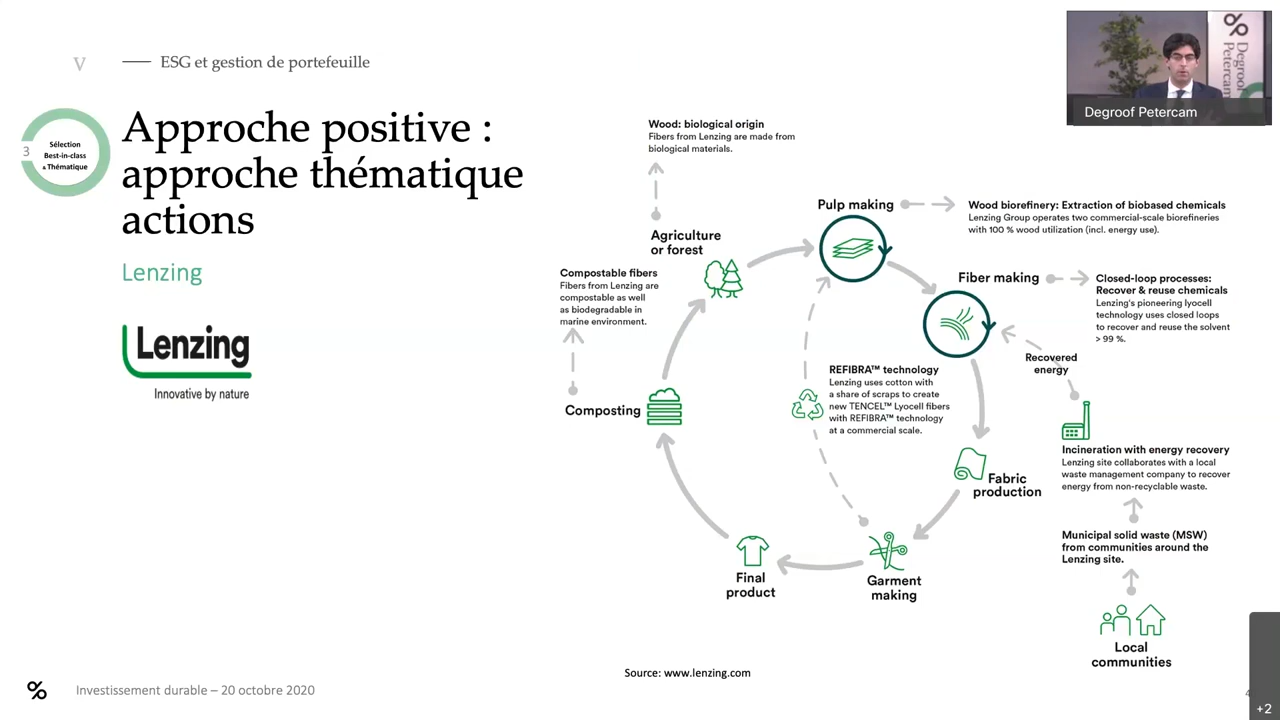 V
ESG et gestion de portefeuille
3
Sélection
Best-in-class
& Thématique
Approche positive :
approche thématique
actions
Lenzing
Lenzing
Innovative by nature
Wood: biological origin
Fibers from Lenzing are made from
biological materials.
Agriculture
or forest
Compostable fibers
Fibers from Lenzing are
compostable as well
as biodegradable in
marine environment.
Composting
Pulp making
Wood biorefinery: Extraction of biobased chemicals
Lenzing Group operates two commercial-scale biorefineries
with 100 % wood utilization (incl. energy use).
Fiber making
Closed-loop processes:
Recover & reuse chemicals
Lenzing's pioneering lyocell
technology uses closed loops
to recover and reuse the solvent
> 99 %.
Recovered
energy
REFIBRA™ technology
Lenzing uses cotton with
a share of scraps to create
new TENCEL™ Lyocell fibers
with REFIBRA™ technology
at a commercial scale.
Incineration with energy recovery
Lenzing site collaborates with a local
waste management company to recover
energy from non-recyclable waste.
Fabric
production
Municipal solid waste (MSW)
from communities around the
Lenzing site.
Final
product
Garment
making
Local
communities
Source: www.lenzing.com
Investissement durable – 20 octobre 2020
Degroof
Petercam
Degroof Petercam
4
+2